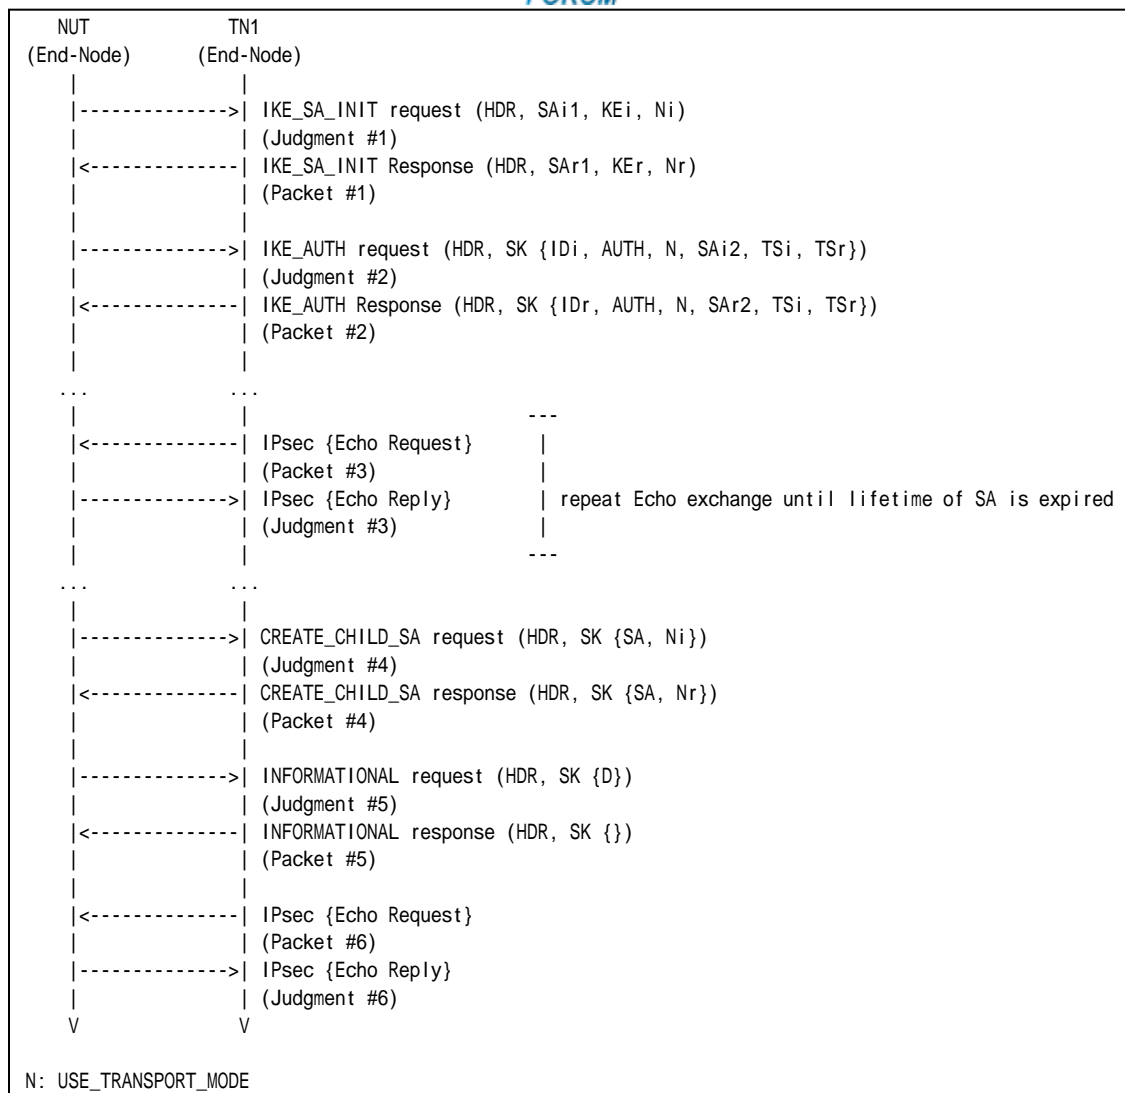 FORUM
NUT TN1
(End-Node) (End-Node)
| |
|-------------->| IKE_SA_INIT request (HDR, SAi1, KEi, Ni)
| | (Judgment #1)
|<--------------| IKE_SA_INIT Response (HDR, SAr1, KEr, Nr)
| | (Packet #1)
| |
|-------------->| IKE_AUTH request (HDR, SK {IDi, AUTH, N, SAi2, TSi, TSr})
| | (Judgment #2)
|<--------------| IKE_AUTH Response (HDR, SK {IDr, AUTH, N, SAr2, TSi, TSr})
| | (Packet #2)
| |
... ...
| | ---
|<--------------| IPsec {Echo Request} |
| | (Packet #3) |
|-------------->| IPsec {Echo Reply} | repeat Echo exchange until lifetime of SA is expired
| | (Judgment #3) |
| | ---
... ...
| |
|-------------->| CREATE_CHILD_SA request (HDR, SK {SA, Ni})
| | (Judgment #4)
|<--------------| CREATE_CHILD_SA response (HDR, SK {SA, Nr})
| | (Packet #4)
| |
|-------------->| INFORMATIONAL request (HDR, SK {D})
| | (Judgment #5)
|<--------------| INFORMATIONAL response (HDR, SK {})
| | (Packet #5)
| |
|<--------------| IPsec {Echo Request}
| | (Packet #6)
|-------------->| IPsec {Echo Reply}
| | (Judgment #6)
V V
N: USE_TRANSPORT_MODE